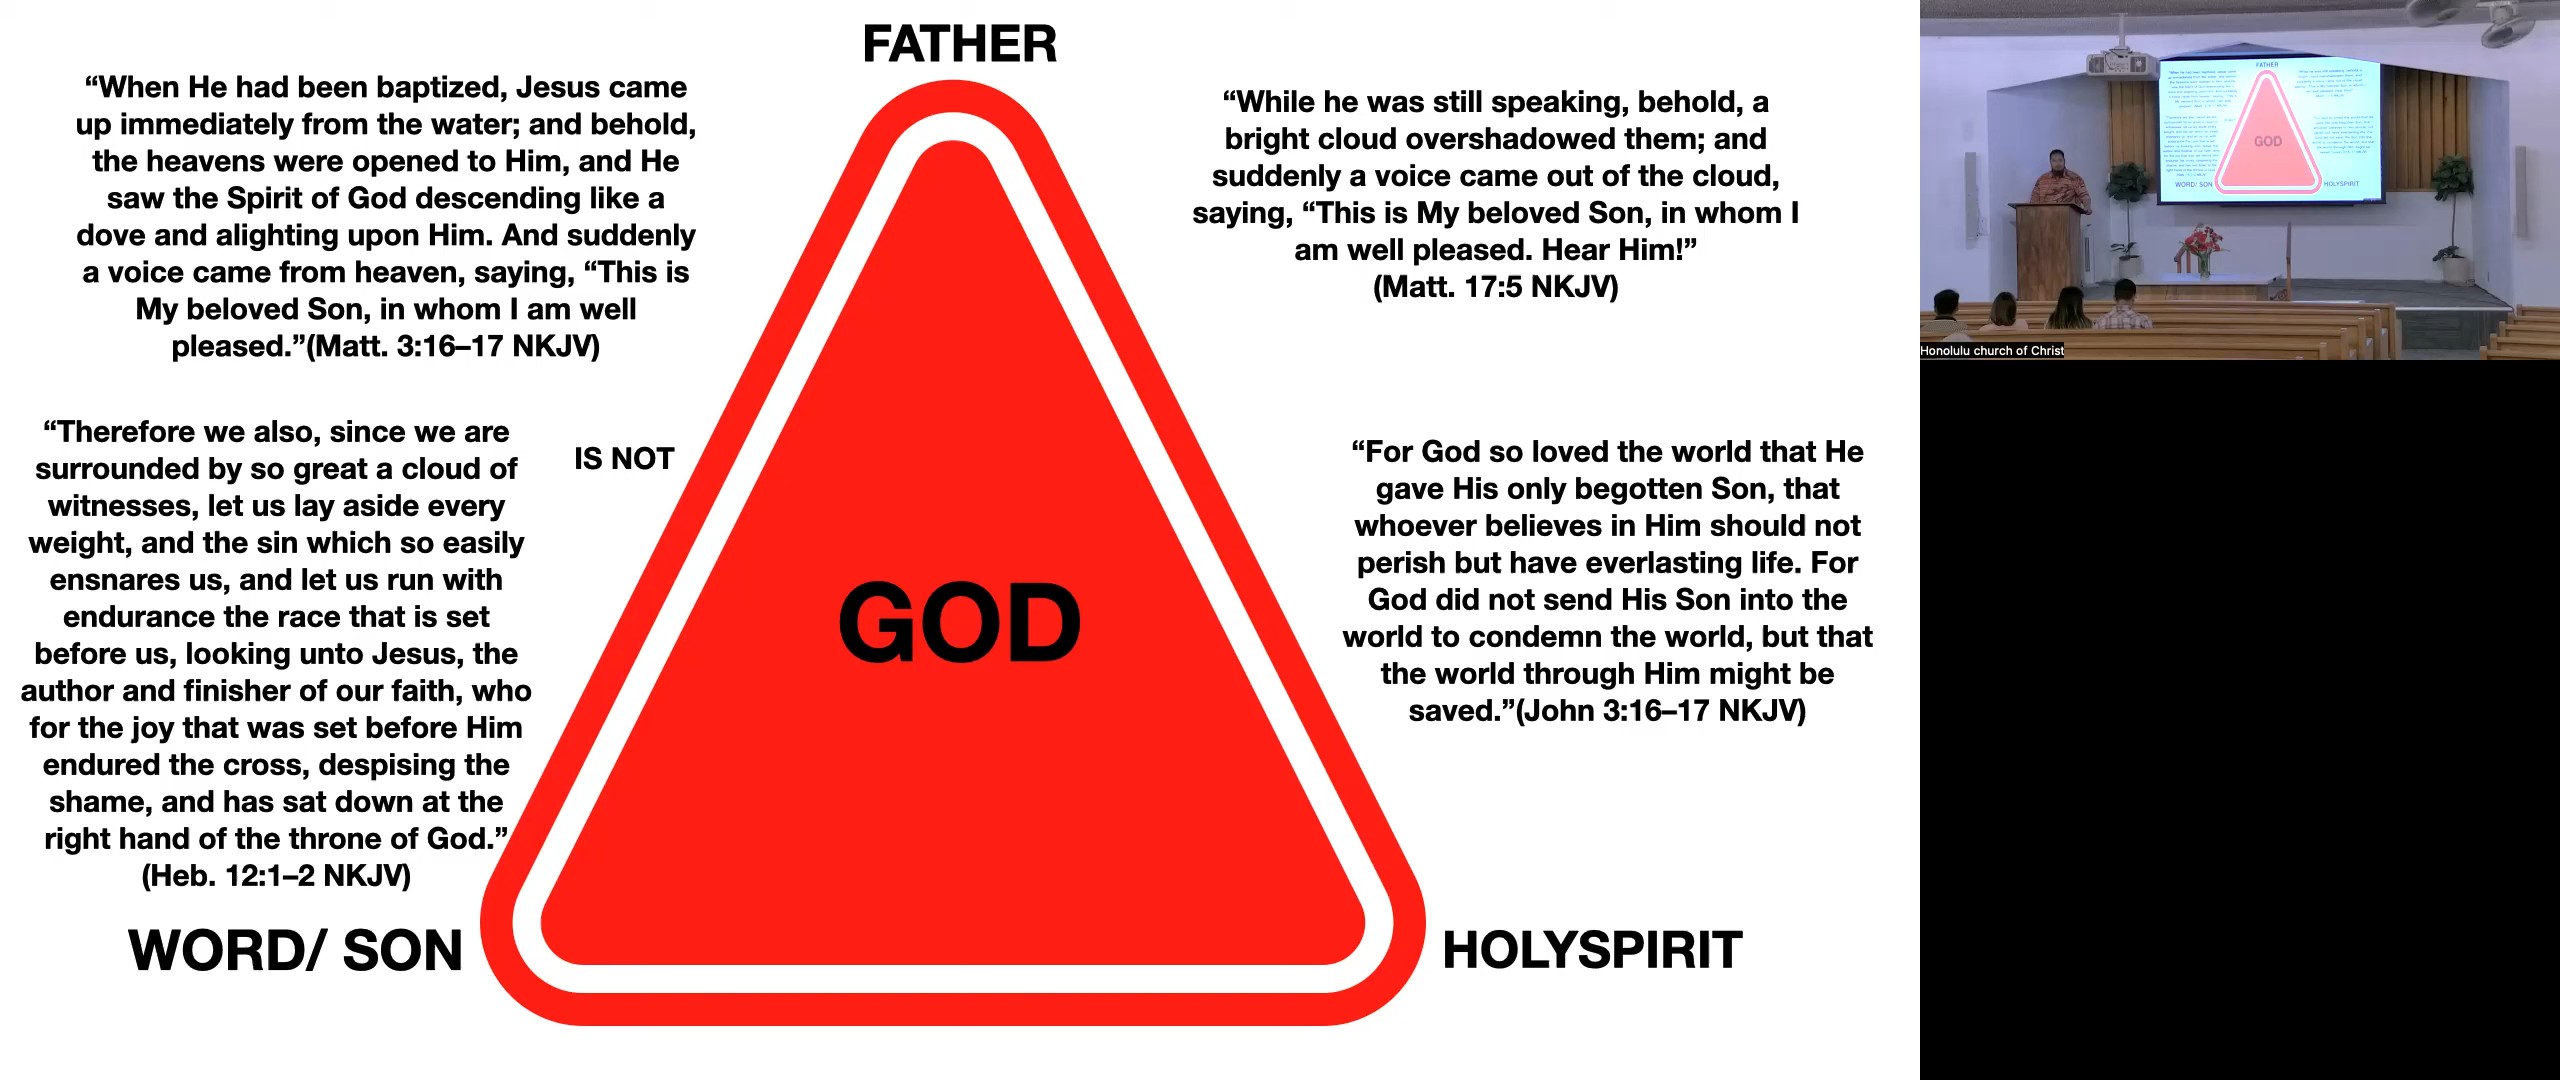 FATHER
“When He had been baptized, Jesus came
up immediately from the water; and behold,
the heavens were opened to Him, and He
saw the Spirit of God descending like a
dove and alighting upon Him. And suddenly
a voice came from heaven, saying, “This is
My beloved Son, in whom I am well
pleased.”(Matt. 3:16–17 NKJV)
“While he was still speaking, behold, a
bright cloud overshadowed them; and
suddenly a voice came out of the cloud,
saying, “This is My beloved Son, in whom I
am well pleased. Hear Him!”
(Matt. 17:5 NKJV)
“Therefore we also, since we are
surrounded by so great a cloud of
witnesses, let us lay aside every
weight, and the sin which so easily
ensnares us, and let us run with
endurance the race that is set
before us, looking unto Jesus, the
author and finisher of our faith, who
for the joy that was set before Him
endured the cross, despising the
shame, and has sat down at the
right hand of the throne of God.”
(Heb. 12:1–2 NKJV)
IS NOT
GOD
“For God so loved the world that He
gave His only begotten Son, that
whoever believes in Him should not
perish but have everlasting life. For
God did not send His Son into the
world to condemn the world, but that
the world through Him might be
saved.”(John 3:16–17 NKJV)
WORD/ SON
HOLYSPIRIT
FATHER
GOD
WORD/ SON
HOLYSPIRIT
Honolulu church of Christ